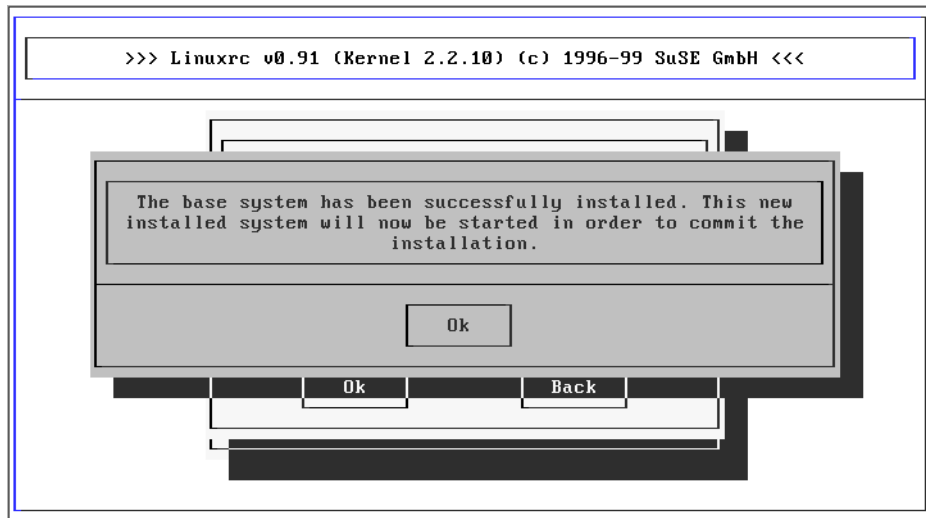 >>> Linuxrc v0.91 (Kernel 2.2.10) (c) 1996-99 SuSE GmbH <<<
The base system has been successfully installed. This new
installed system will now be started in order to commit the
installation.
Ok
Ok Back